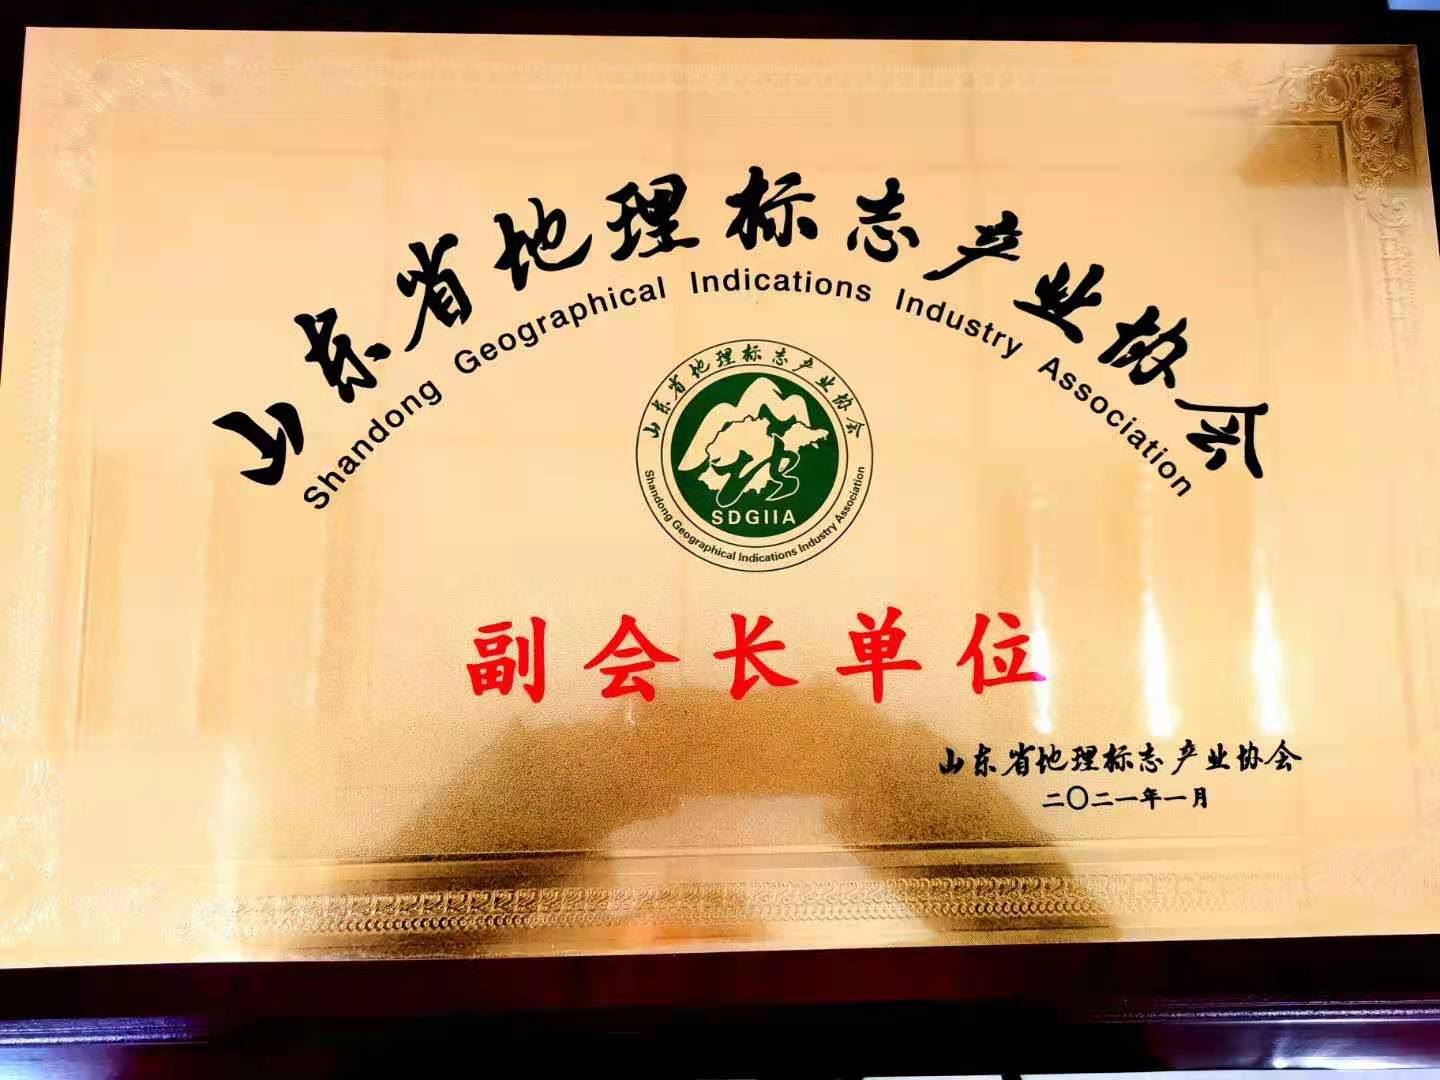 山东省地理标志产业协会
Shandong Geographical Indications Industry Association
山东省地理标志产业协会
地
SDGIIA
Shandong Geographical Indications Industry Association
副会长单位
山东省地理标志产业协会
二〇二一年一月